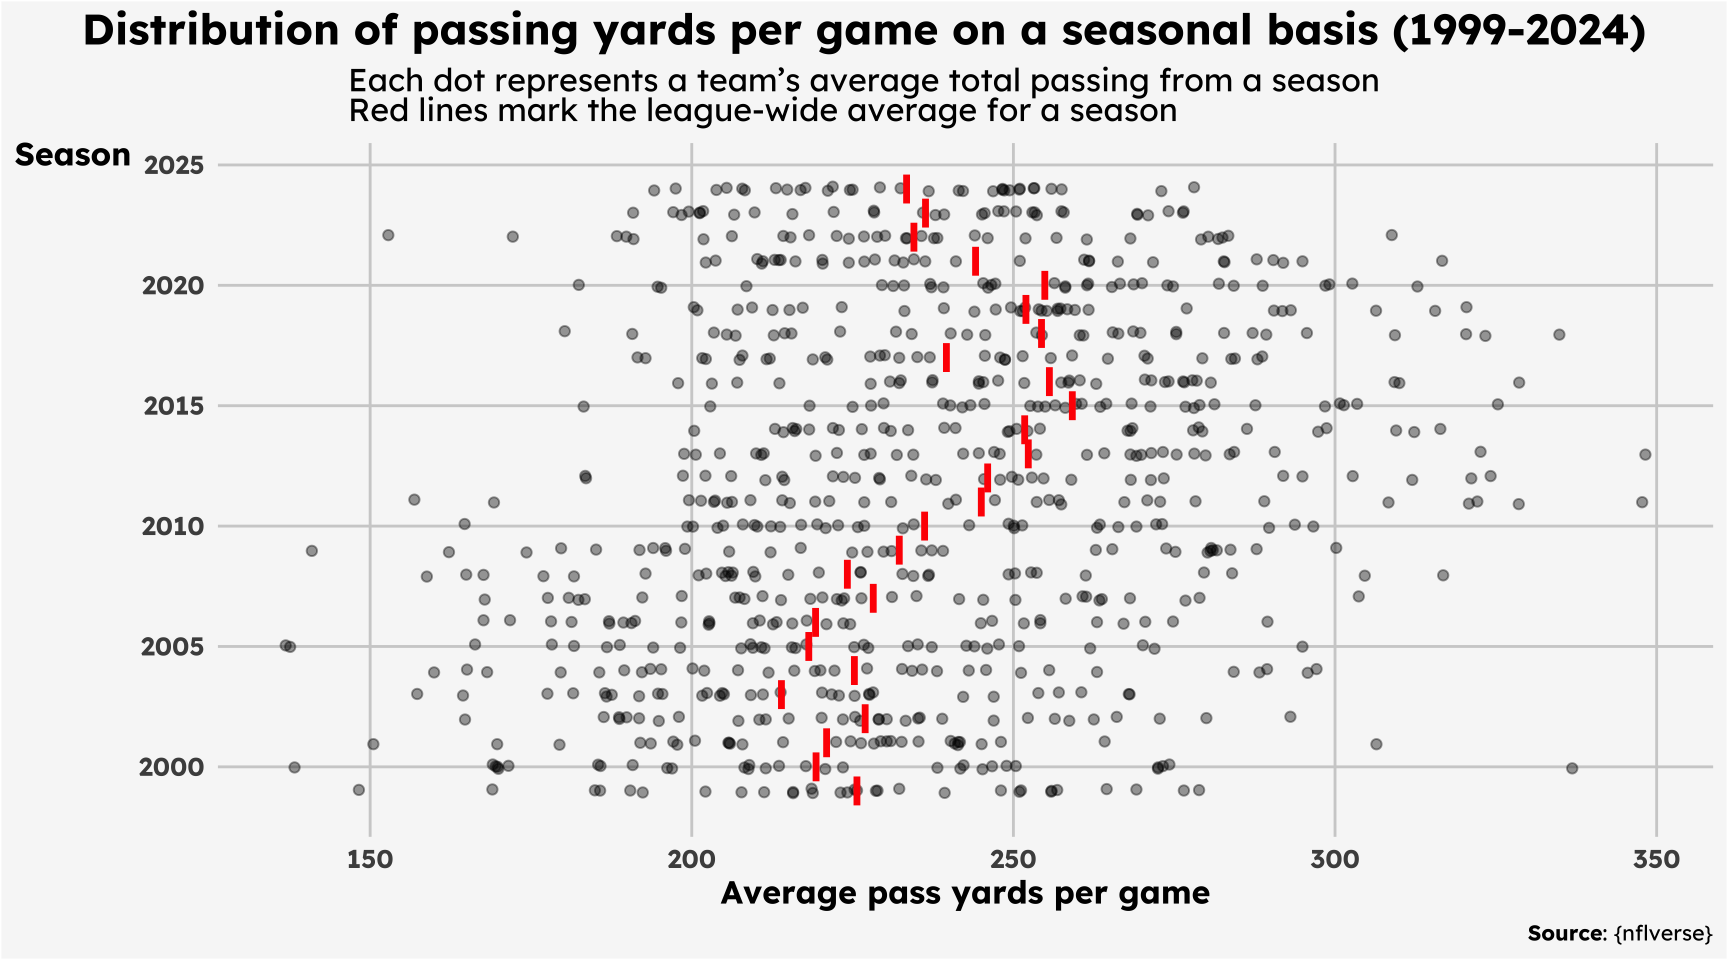 Distribution of passing yards per game on a seasonal basis (1999-2024)
Each dot represents a team’s average total passing from a season
Red lines mark the league-wide average for a season
Season
2025
2020
2015
2010
2005
2000
150 200 250 300 350
Average pass yards per game
Source: {nflverse}